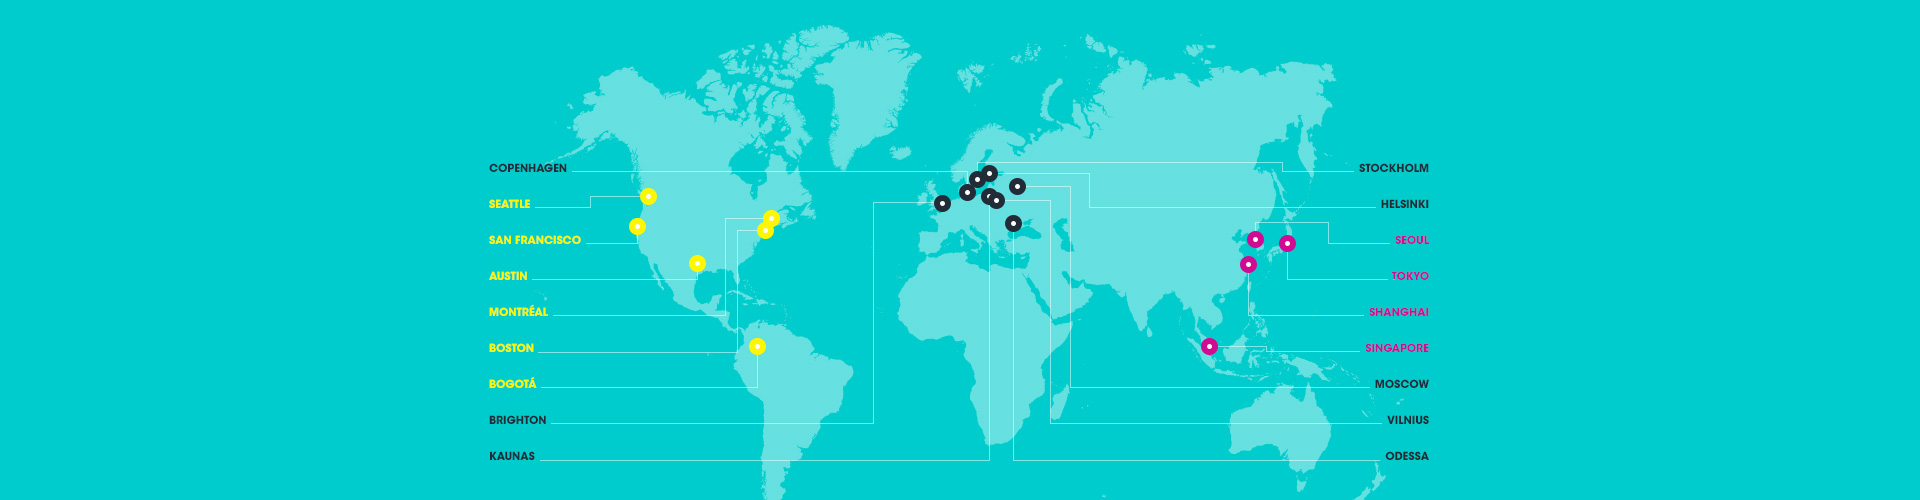 COPENHAGEN
SEATTLE
SAN FRANCISCO
AUSTIN
MONTRÉAL
BOSTON
BOGOTÁ
BRIGHTON
KAUNAS
STOCKHOLM
HELSINKI
SEOUL
TOKYO
SHANGHAI
SINGAPORE
MOSCOW
VILNIUS
ODESSA